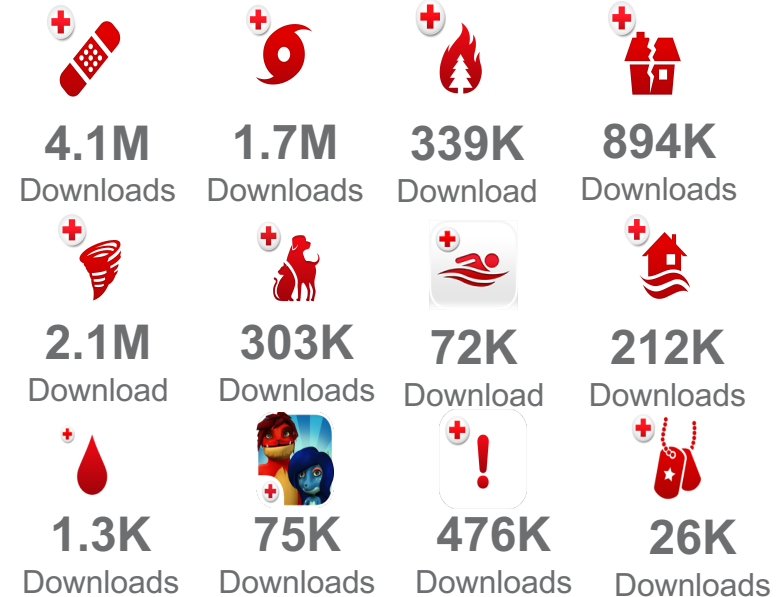 4.1M
Downloads
1.7M
Downloads
339K
Download
894K
Downloads
2.1M
Download
303K
Downloads
72K
Download
212K
Downloads
1.3K
Downloads
75K
Downloads
476K
Downloads
26K
Downloads